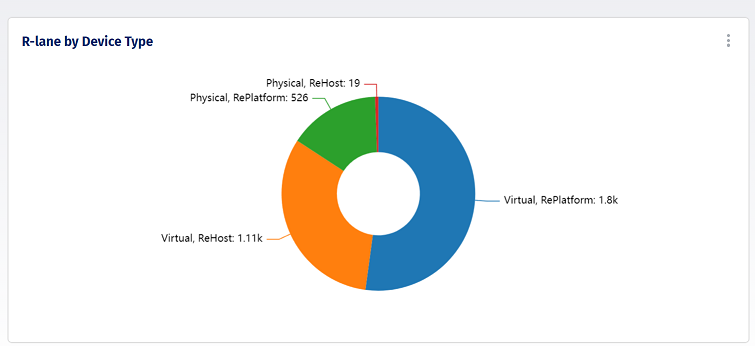 R-lane by Device Type
Physical, ReHost: 19
Physical, RePlatform: 526
Virtual, RePlatform: 1.8k
Virtual, ReHost: 1.11k